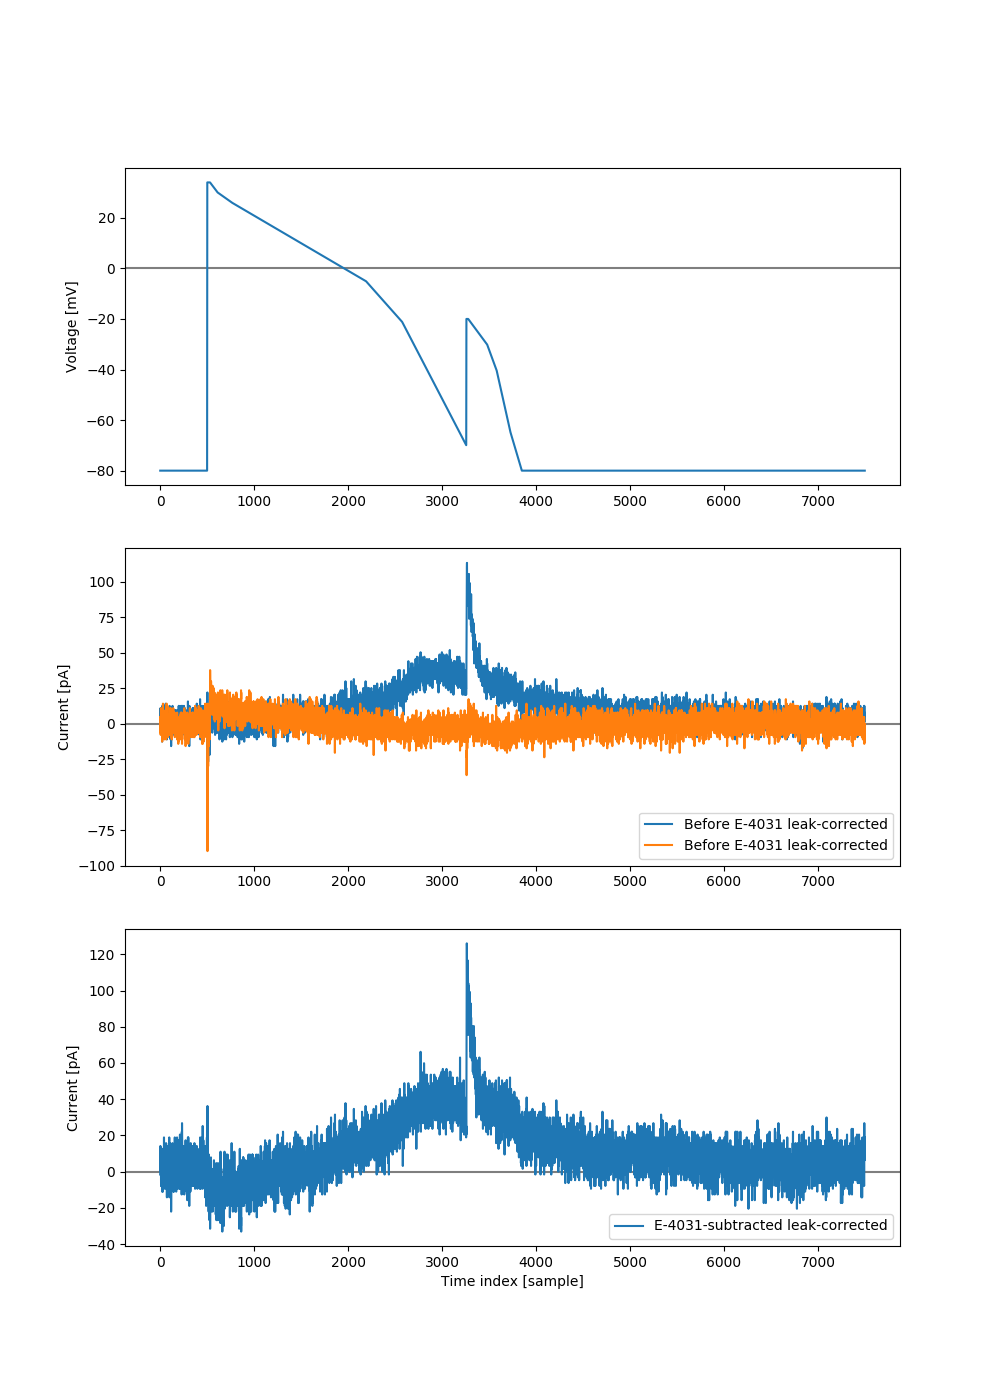 Voltage [mV]
20
0
−20
−40
−60
−80
0 1000 2000 3000 4000 5000 6000 7000
Current [pA]
100
75
50
25
0
−25
−50
−75
−100
Before E-4031 leak-corrected
Before E-4031 leak-corrected
0 1000 2000 3000 4000 5000 6000 7000
Current [pA]
120
100
80
60
40
20
0
−20
−40
E-4031-subtracted leak-corrected
0 1000 2000 3000 4000 5000 6000 7000
Time index [sample]